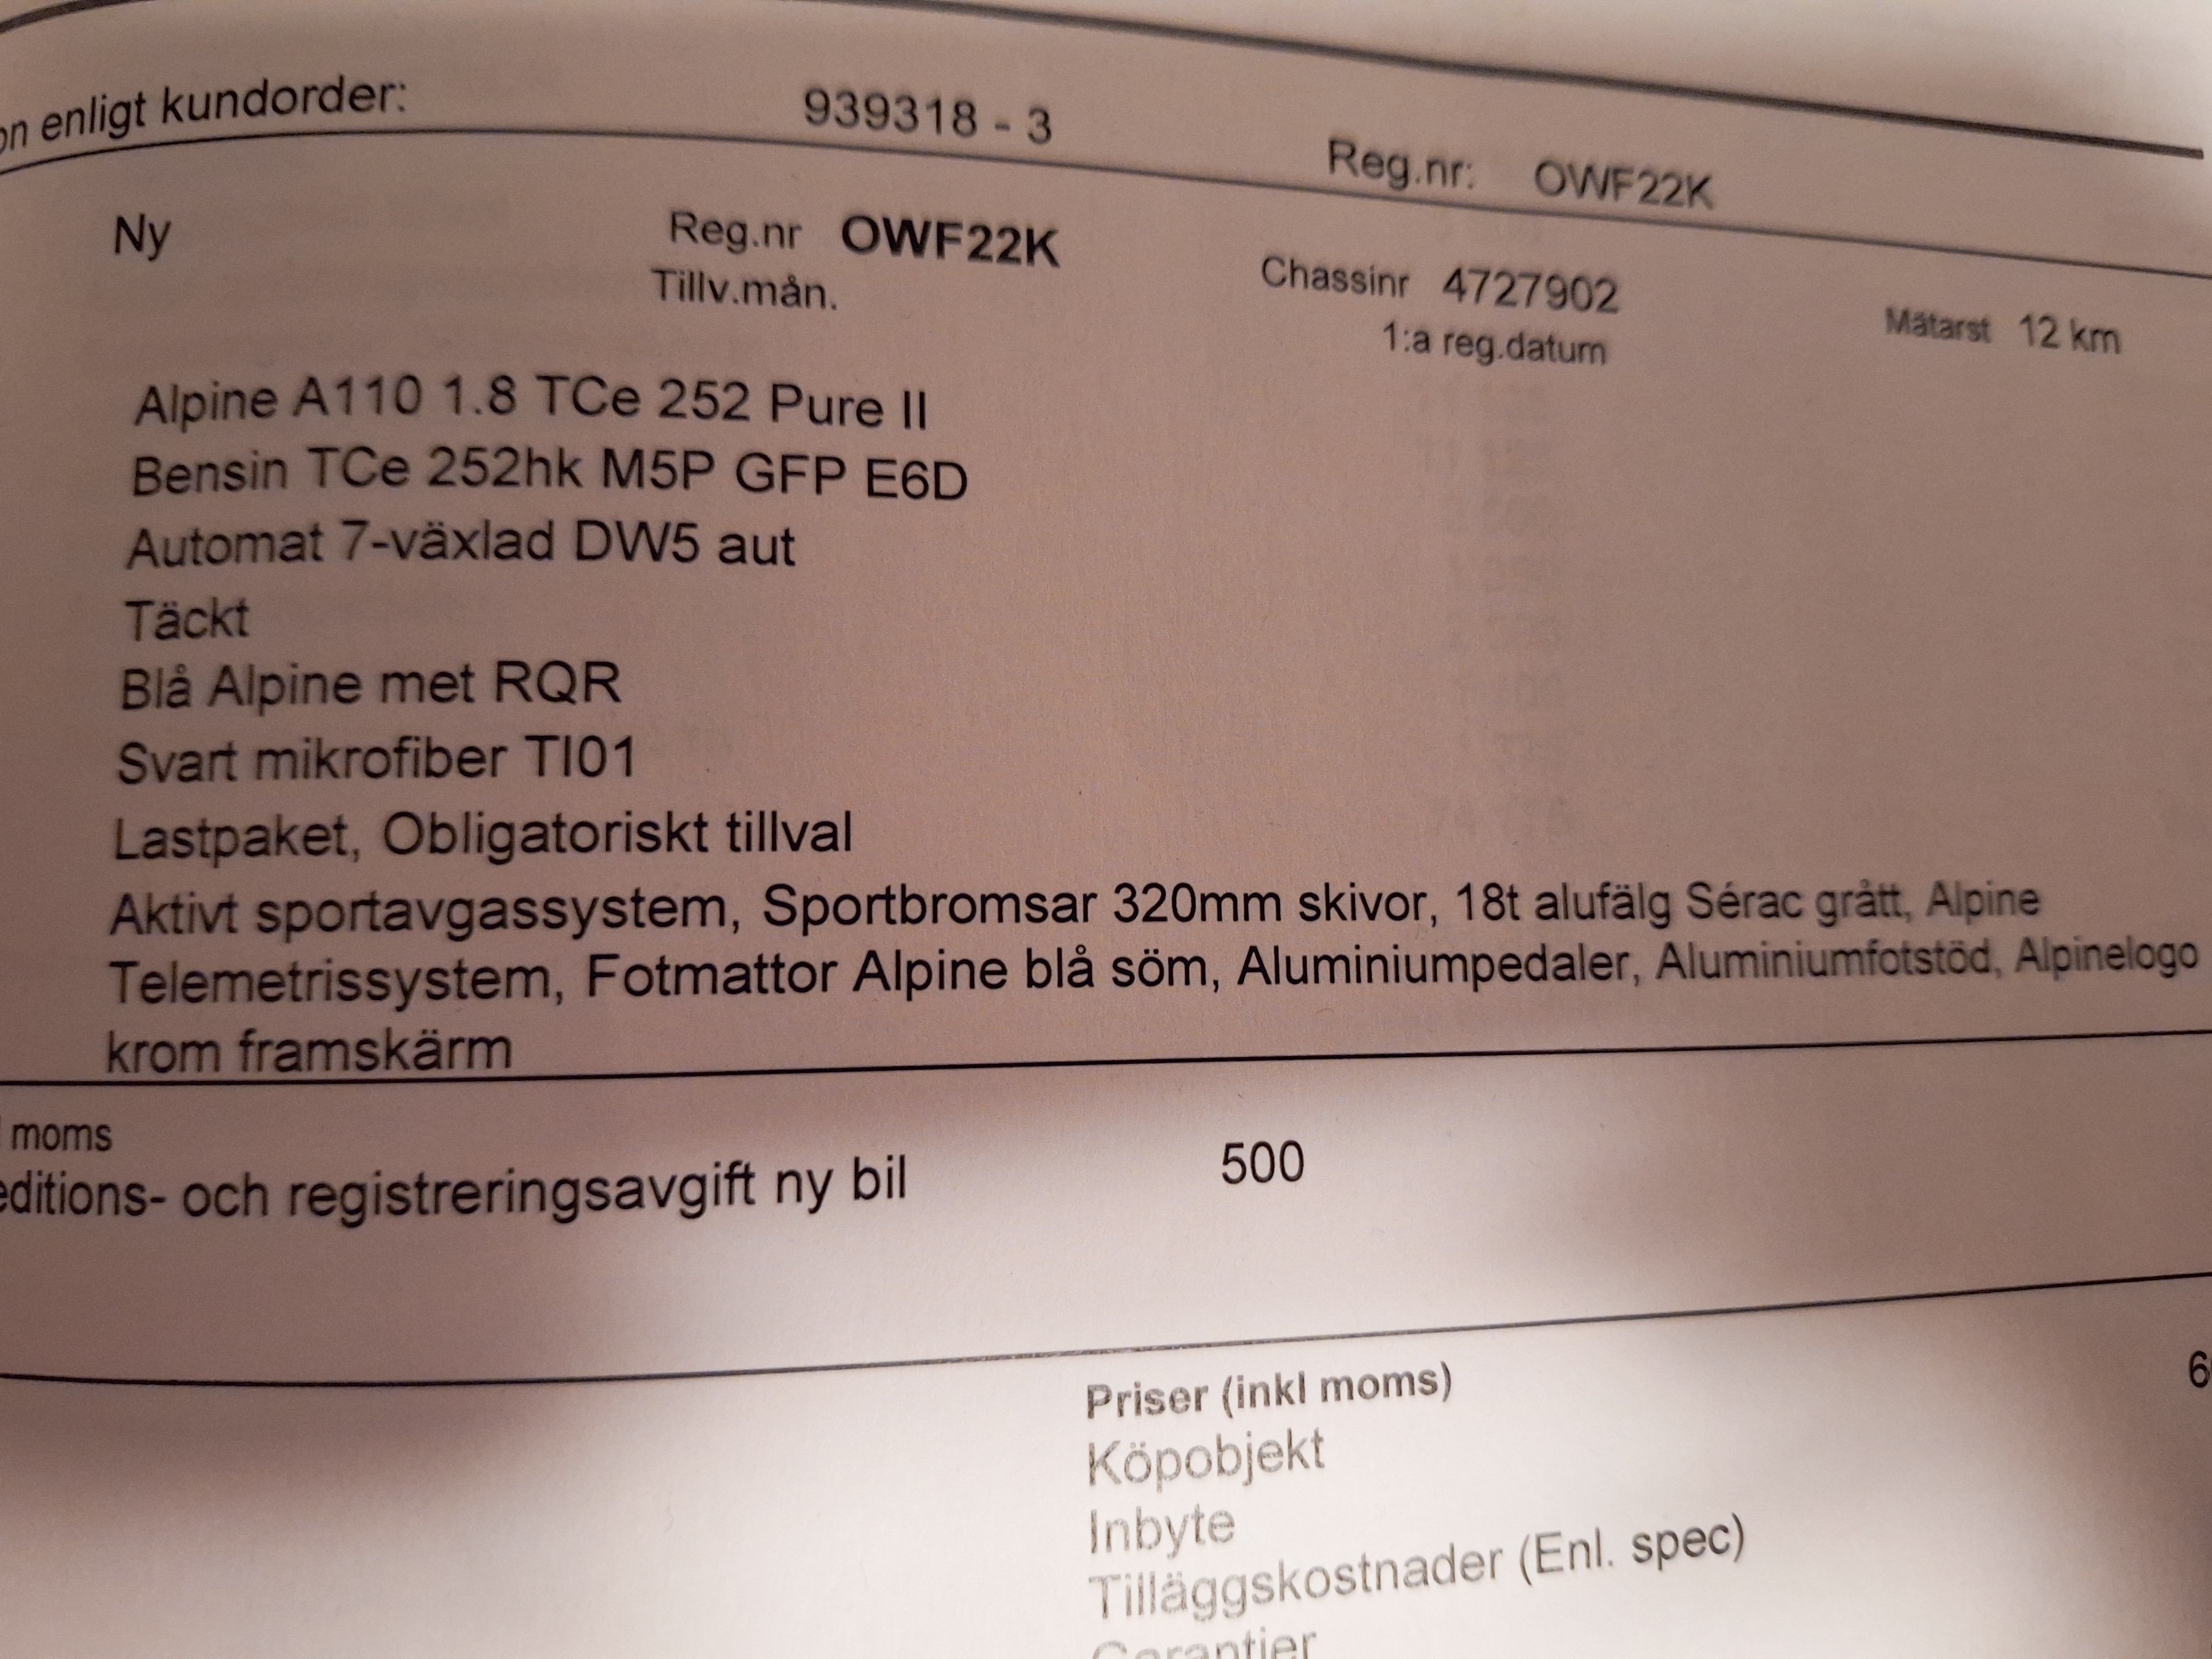 on enligt kundorder: 939318 - 3 Reg.nr: OWF22K
Ny Reg.nr OWF22K Chassinr 4727902 Mätarst 12 km
Tillv.mån. 1:a reg.datum
Alpine A110 1.8 TCe 252 Pure II
Bensin TCe 252hk M5P GFP E6D
Automat 7-växlad DW5 aut
Täckt
Blå Alpine met RQR
Svart mikrofiber TI01
Lastpaket, Obligatoriskt tillval
Aktivt sportavgassystem, Sportbromsar 320mm skivor, 18t alufälg Sérac grått, Alpine
Telemetrissystem, Fotmattor Alpine blå söm, Aluminiumpedaler, Aluminiumfotstöd, Alpinelogo
krom framskärm
moms
editions- och registreringsavgift ny bil 500
Priser (inkl moms)
6
Köpobjekt
Inbyte
Tilläggskostnader (Enl. spec)
Garantier